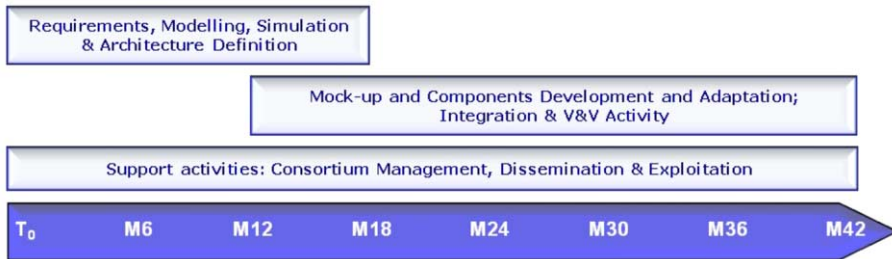 Requirements, Modelling, Simulation
& Architecture Definition
Mock-up and Components Development and Adaptation;
Integration & V&V Activity
Support activities: Consortium Management, Dissemination & Exploitation
T₀ M6 M12 M18 M24 M30 M36 M42